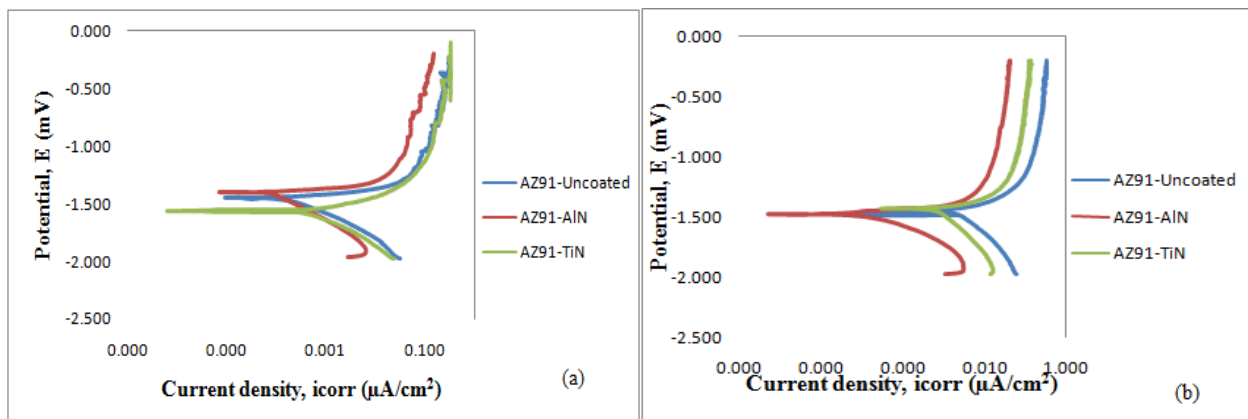 0.000
-0.500
-1.000
-1.500
-2.000
-2.500
Potential, E (mV)
0.000 0.000 0.001 0.100
Current density, icorr (µA/cm²)
AZ91-Uncoated
AZ91-AlN
AZ91-TiN
(a)
0.000
-0.500
-1.000
-1.500
-2.000
-2.500
Potential, E (mV)
0.000 0.000 0.000 0.010 1.000
Current density, icorr (µA/cm²)
AZ91-Uncoated
AZ91-AlN
AZ91-TiN
(b)